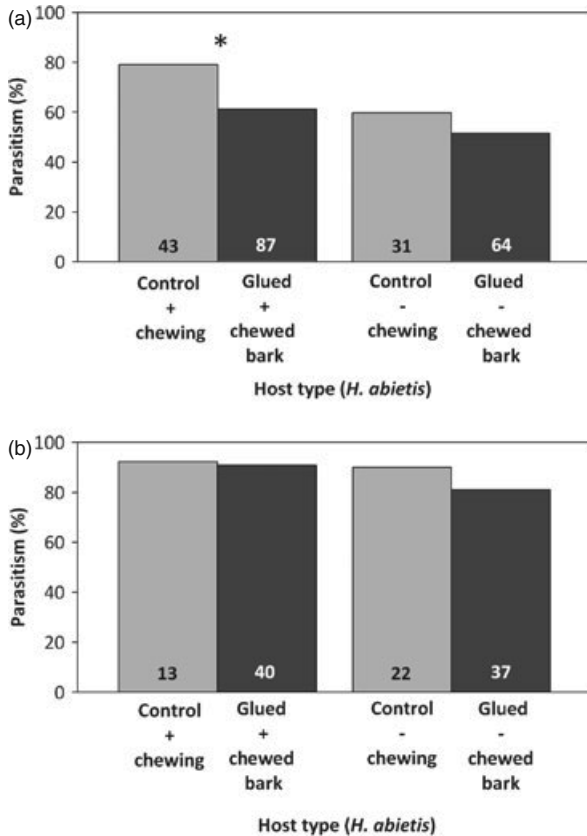 (a)
100
80
60
40
20
0
Parasitism (%)
*
43 87 31 64
Control Glued Control Glued
+ + - -
chewing chewed chewing chewed
bark bark
Host type (H. abietis)
(b)
100
80
60
40
20
0
Parasitism (%)
13 40 22 37
Control Glued Control Glued
+ + - -
chewing chewed chewing chewed
bark bark
Host type (H. abietis)